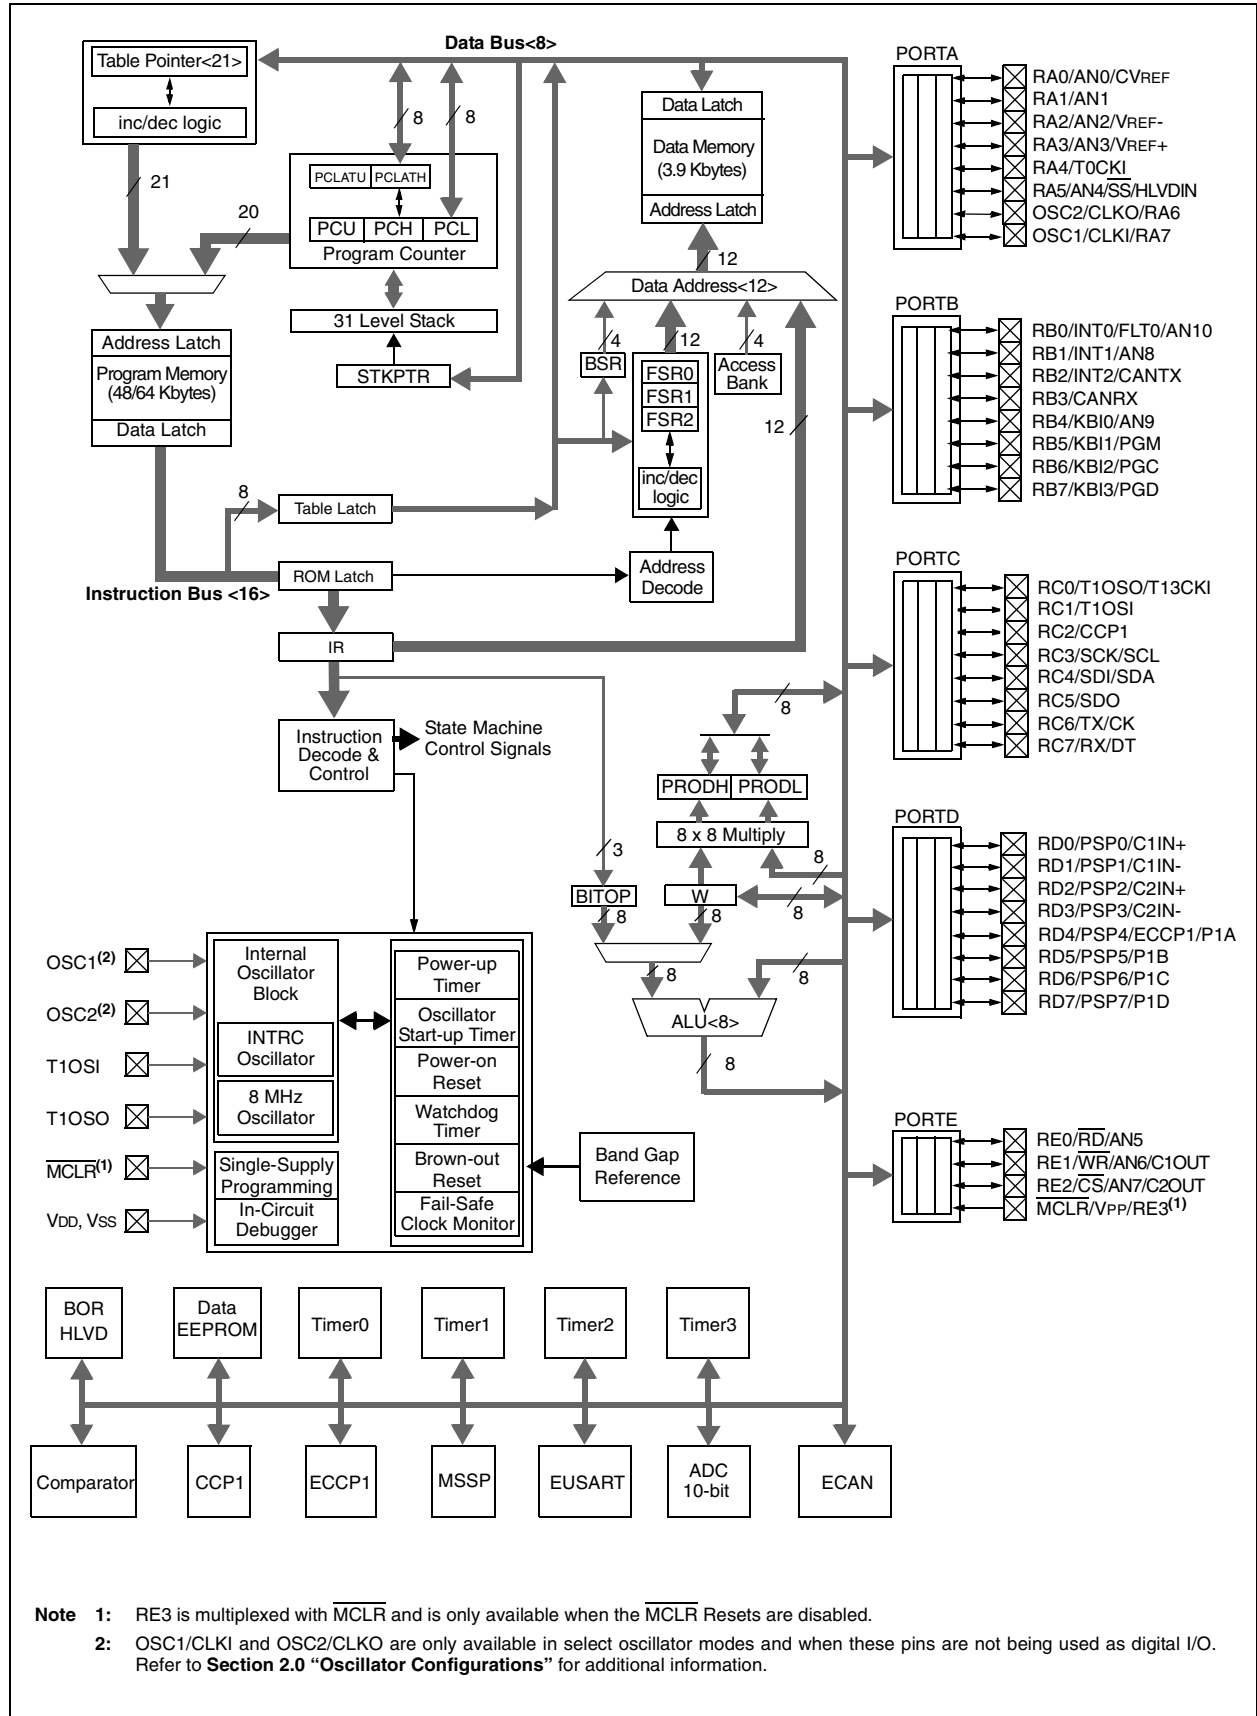 Data Bus<8>
Table Pointer<21>
inc/dec logic
21
20
8
8
PCLATU PCLATH
PCU PCH PCL
Program Counter
31 Level Stack
STKPTR
Address Latch
Program Memory
(48/64 Kbytes)
Data Latch
Data Latch
Data Memory
(3.9 Kbytes)
Address Latch
12
Data Address<12>
4
12
4
BSR
FSR0
FSR1
FSR2
inc/dec
logic
Access
Bank
12
8
Table Latch
ROM Latch
Instruction Bus <16>
Address
Decode
IR
Instruction
Decode &
Control
State Machine
Control Signals
8
PRODH PRODL
8 x 8 Multiply
8
3
BITOP
W
8
8
8
8
8
ALU<8>
8
OSC1(2)
OSC2(2)
T1OSI
T1OSO
MCLR(1)
VDD, VSS
Internal
Oscillator
Block
INTRC
Oscillator
8 MHz
Oscillator
Single-Supply
Programming
In-Circuit
Debugger
Power-up
Timer
Oscillator
Start-up Timer
Power-on
Reset
Watchdog
Timer
Brown-out
Reset
Fail-Safe
Clock Monitor
Band Gap
Reference
PORTA
RA0/AN0/CVREF
RA1/AN1
RA2/AN2/VREF-
RA3/AN3/VREF+
RA4/T0CKI
RA5/AN4/SS/HLVDIN
OSC2/CLKO/RA6
OSC1/CLKI/RA7
PORTB
RB0/INT0/FLT0/AN10
RB1/INT1/AN8
RB2/INT2/CANTX
RB3/CANRX
RB4/KBI0/AN9
RB5/KBI1/PGM
RB6/KBI2/PGC
RB7/KBI3/PGD
PORTC
RC0/T1OSO/T13CKI
RC1/T1OSI
RC2/CCP1
RC3/SCK/SCL
RC4/SDI/SDA
RC5/SDO
RC6/TX/CK
RC7/RX/DT
PORTD
RD0/PSP0/C1IN+
RD1/PSP1/C1IN-
RD2/PSP2/C2IN+
RD3/PSP3/C2IN-
RD4/PSP4/ECCP1/P1A
RD5/PSP5/P1B
RD6/PSP6/P1C
RD7/PSP7/P1D
PORTE
RE0/RD/AN5
RE1/WR/AN6/C1OUT
RE2/CS/AN7/C2OUT
MCLR/VPP/RE3(1)
BOR
HLVD
Data
EEPROM
Timer0
Timer1
Timer2
Timer3
Comparator
CCP1
ECCP1
MSSP
EUSART
ADC
10-bit
ECAN
Note 1: RE3 is multiplexed with MCLR and is only available when the MCLR Resets are disabled.
2: OSC1/CLKI and OSC2/CLKO are only available in select oscillator modes and when these pins are not being used as digital I/O.
Refer to Section 2.0 “Oscillator Configurations” for additional information.